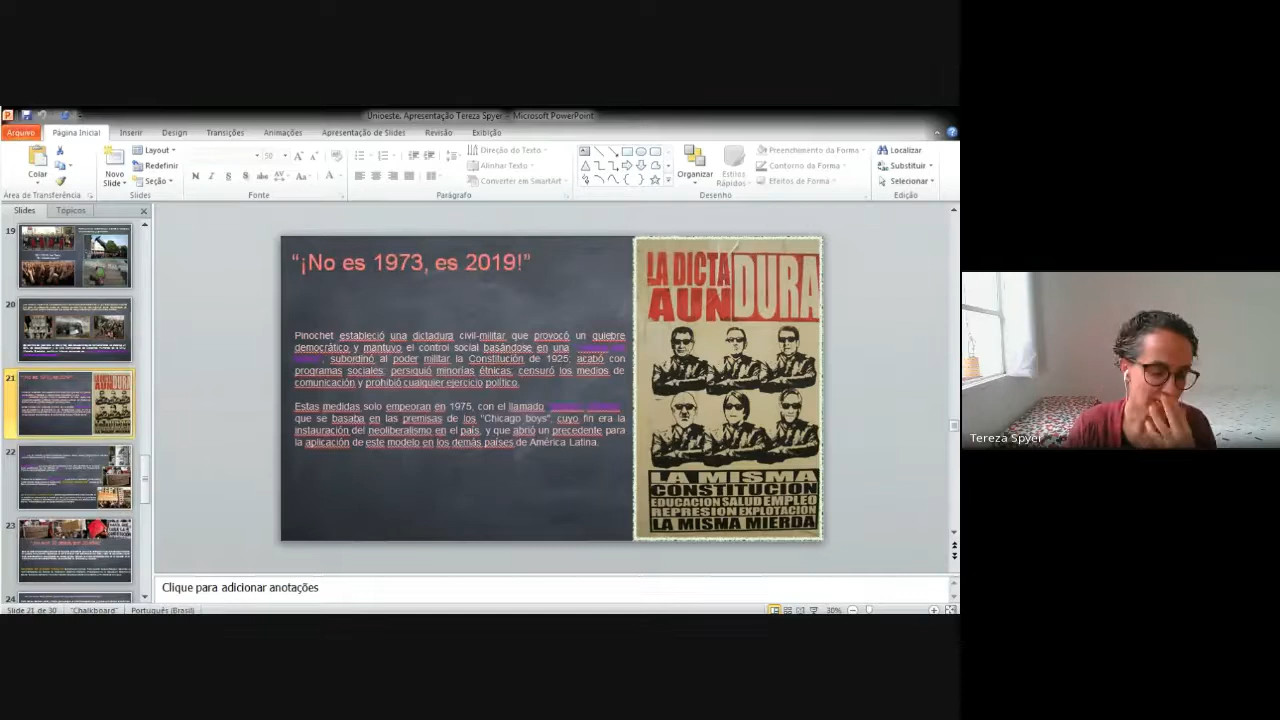 Unioeste. Apresentação Tereza Spyer - Microsoft PowerPoint
Arquivo Página Inicial Inserir Design Transições Animações Apresentação de Slides Revisão Exibição
Colar
Área de Transferência
Novo Slide
Layout
Redefinir
Seção
Slides
50
Fonte
Direção do Texto
Alinhar Texto
Converter em SmartArt
Parágrafo
Organizar
Estilos Rápidos
Preenchimento da Forma
Contorno da Forma
Efeitos de Forma
Desenho
Localizar
Substituir
Selecionar
Edição
Slides Tópicos
19
20
21
22
23
24
“¡No es 1973, es 2019!”
Pinochet estableció una dictadura civil-militar que provocó un quiebre
democrático y mantuvo el control social basándose en una
subordinó al poder militar la Constitución de 1925; acabó con
programas sociales; persiguió minorías étnicas; censuró los medios de
comunicación y prohibió cualquier ejercicio político.
Estas medidas solo empeoran en 1975, con el llamado
que se basaba en las premisas de los “Chicago boys”, cuyo fin era la
instauración del neoliberalismo en el país, y que abrió un precedente para
la aplicación de este modelo en los demás países de América Latina.
LA DICTA
AUN DURA
LA MISMA
CONSTITUCION
EDUCACION SALUD EMPLEO
REPRESION EXPLOTACION
LA MISMA MIERDA
Clique para adicionar anotações
Slide 21 de 30 "Chalkboard" Português (Brasil) 30%
Tereza Spyer